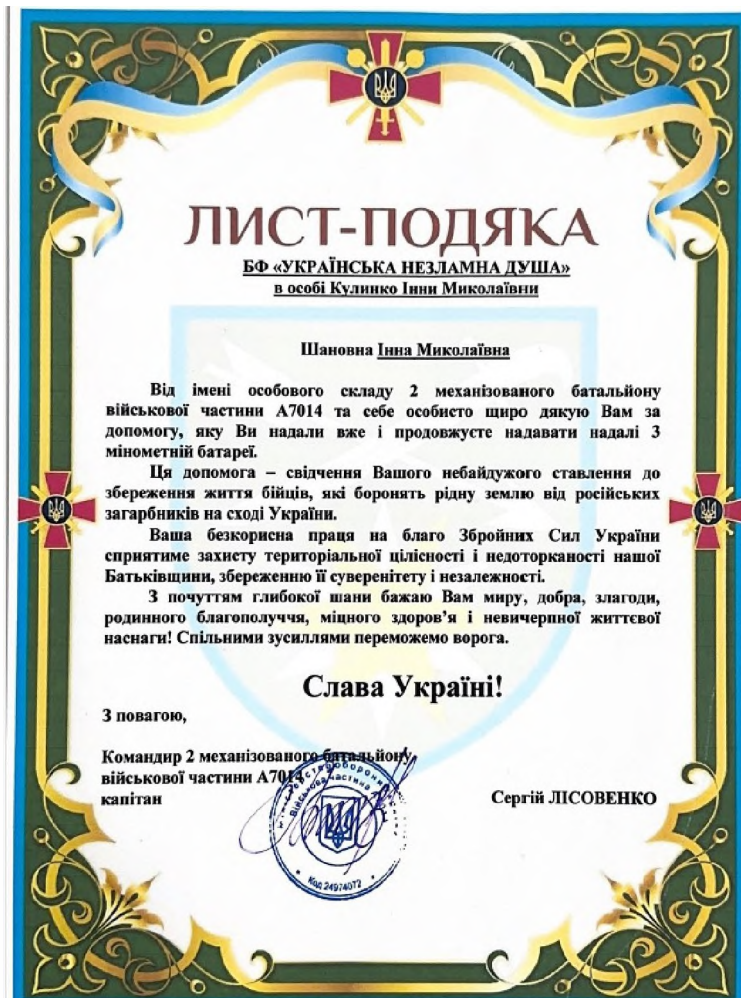 ЛИСТ-ПОДЯКА
БФ «УКРАЇНСЬКА НЕЗЛАМНА ДУША»
в особі Кулинко Інни Миколаївни
Шановна Інна Миколаївна
Від імені особового складу 2 механізованого батальйону
військової частини А7014 та себе особисто щиро дякую Вам за
допомогу, яку Ви надали вже і продовжуєте надавати надалі 3
мінометній батареї.
Ця допомога – свідчення Вашого небайдужого ставлення до
збереження життя бійців, які боронять рідну землю від російських
загарбників на сході України.
Ваша безкорисна праця на благо Збройних Сил України
сприятиме захисту територіальної цілісності і недоторканості нашої
Батьківщини, збереженню її суверенітету і незалежності.
З почуттям глибокої шани бажаю Вам миру, добра, злагоди,
родинного благополуччя, міцного здоров’я і невичерпної життєвої
наснаги! Спільними зусиллями переможемо ворога.
Слава Україні!
З повагою,
Командир 2 механізованого батальйону
військової частини А7014
капітан
Сергій ЛІСОВЕНКО
Військова частина
Код 24974072